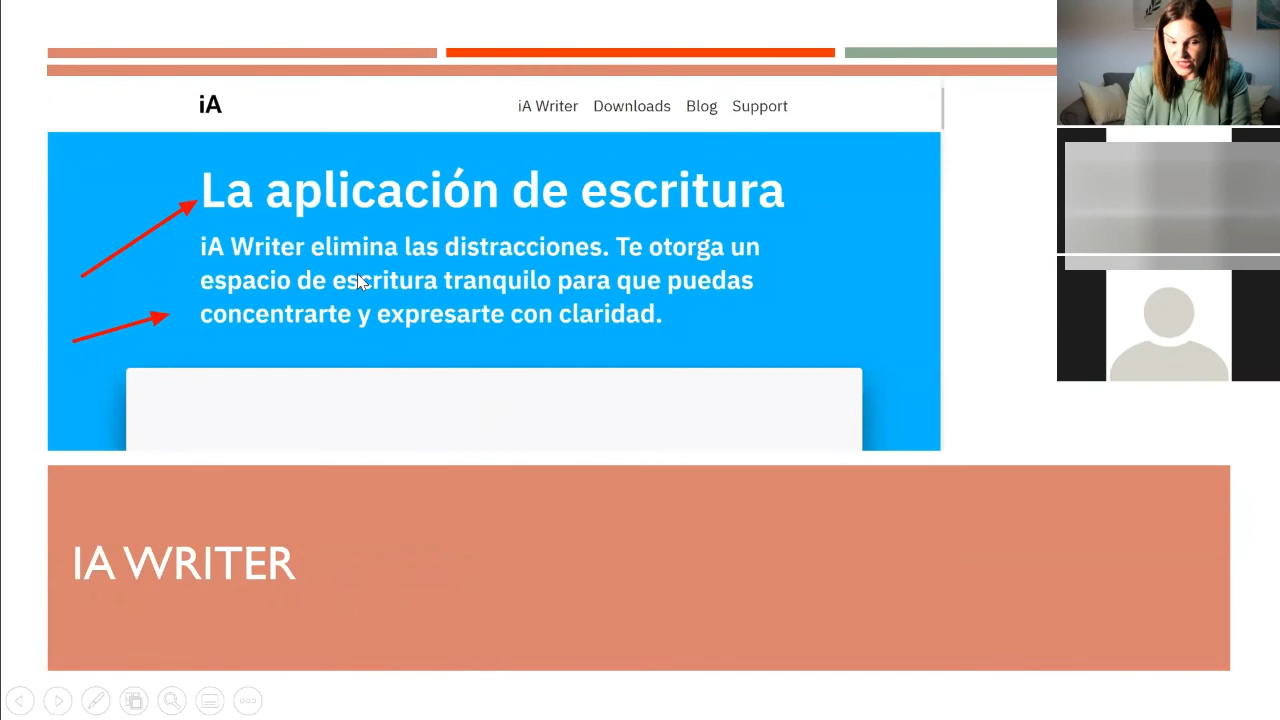 iA
iA Writer Downloads Blog Support
La aplicación de escritura
iA Writer elimina las distracciones. Te otorga un
espacio de escritura tranquilo para que puedas
concentrarte y expresarte con claridad.
IA WRITER